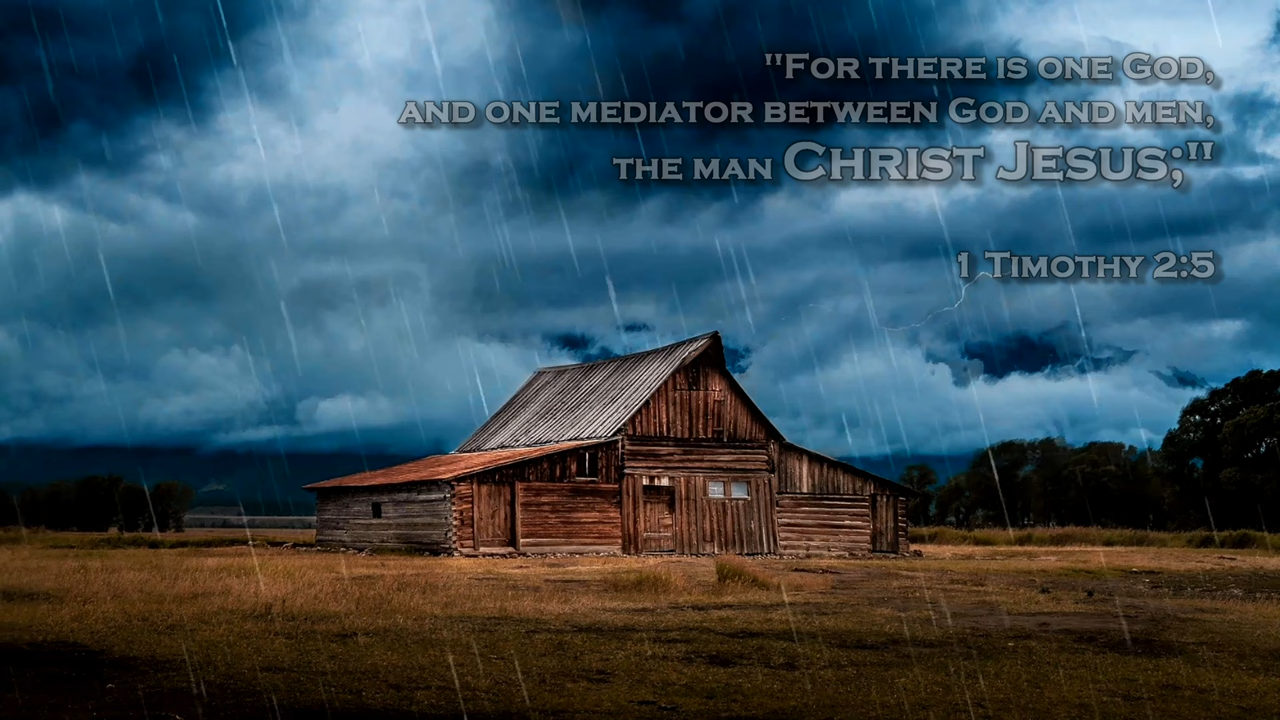 "For there is one God,
and one mediator between God and men,
the man Christ Jesus;"
1 Timothy 2:5